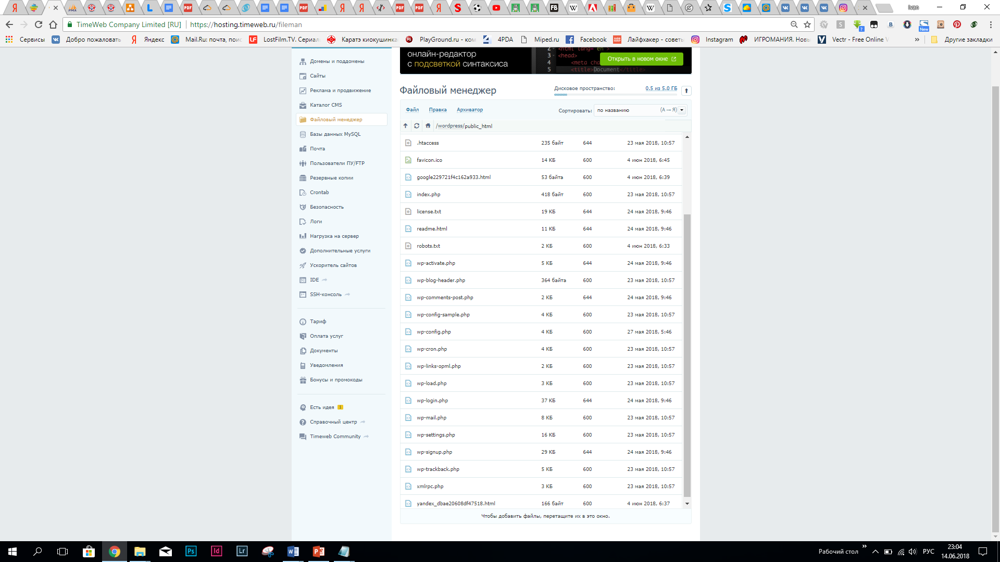 Ivan
TimeWeb Company Limited [RU]
https://hosting.timeweb.ru/fileman
Сервисы
Добро пожаловать
Яндекс
Mail.Ru: почта, пои
LostFilm.TV. Сериал
Каратэ киокушинка
PlayGround.ru - ком
4PDA
Miped.ru
Facebook
Лайфхакер - советы
Instagram
ИГРОМАНИЯ. Новы
Vectr - Free Online
Другие закладки
New
онлайн-редактор
с подсветкой синтаксиса
2 <html lang="en">
3 <head>
4 <meta cha
5 <title>Document</title>
Открыть в новом окне
Домены и поддомены
Сайты
Реклама и продвижение
Каталог CMS
Файловый менеджер
Базы данных MySQL
Почта
Пользователи ПУ/FTP
Резервные копии
Crontab
Безопасность
Логи
Нагрузка на сервер
Дополнительные услуги
Ускоритель сайтов
IDE
SSH-консоль
Тариф
Оплата услуг
Документы
Уведомления
Бонусы и промокоды
Есть идея 1
Справочный центр
Timeweb Community
Файловый менеджер
Дисковое пространство: 0.5 из 5.0 ГБ
Файл Правка Архиватор
Сортировать: по названию (А → Я)
/wordpress/public_html
.htaccess 235 байт 644 23 мая 2018, 10:57
favicon.ico 14 КБ 600 4 июн 2018, 6:45
google229721f4c162a933.html 53 байта 600 4 июн 2018, 6:39
index.php 418 байт 600 23 мая 2018, 10:57
license.txt 19 КБ 644 24 мая 2018, 9:46
readme.html 11 КБ 644 24 мая 2018, 9:46
robots.txt 2 КБ 600 4 июн 2018, 6:33
wp-activate.php 5 КБ 644 24 мая 2018, 9:46
wp-blog-header.php 364 байта 600 23 мая 2018, 10:57
wp-comments-post.php 2 КБ 644 24 мая 2018, 9:46
wp-config-sample.php 4 КБ 600 23 мая 2018, 10:57
wp-config.php 4 КБ 600 27 мая 2018, 5:46
wp-cron.php 4 КБ 600 23 мая 2018, 10:57
wp-links-opml.php 2 КБ 600 23 мая 2018, 10:57
wp-load.php 3 КБ 600 23 мая 2018, 10:57
wp-login.php 37 КБ 644 24 мая 2018, 9:46
wp-mail.php 8 КБ 600 23 мая 2018, 10:57
wp-settings.php 16 КБ 600 23 мая 2018, 10:57
wp-signup.php 29 КБ 644 24 мая 2018, 9:46
wp-trackback.php 5 КБ 600 23 мая 2018, 10:57
xmlrpc.php 3 КБ 600 23 мая 2018, 10:57
yandex_dbae20608df47518.html 166 байт 600 4 июн 2018, 6:37
Чтобы добавить файлы, перетащите их в это окно.
Рабочий стол
РУС
23:04
14.06.2018